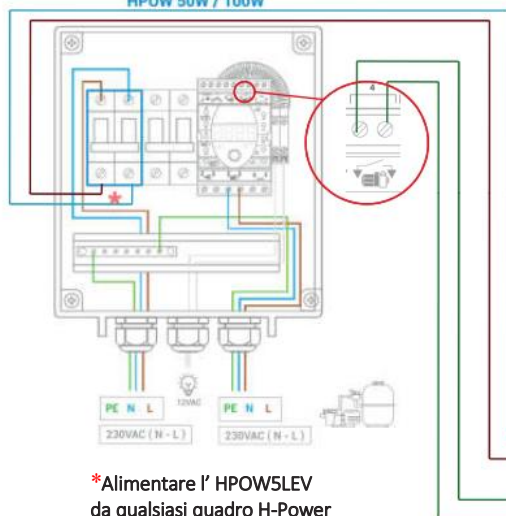 HPOW 50W / 100W
4
12VAC
PE N L
PE N L
230VAC ( N - L )
230VAC ( N - L )
*
*Alimentare l' HPOW5LEV
da qualsiasi quadro H-Power